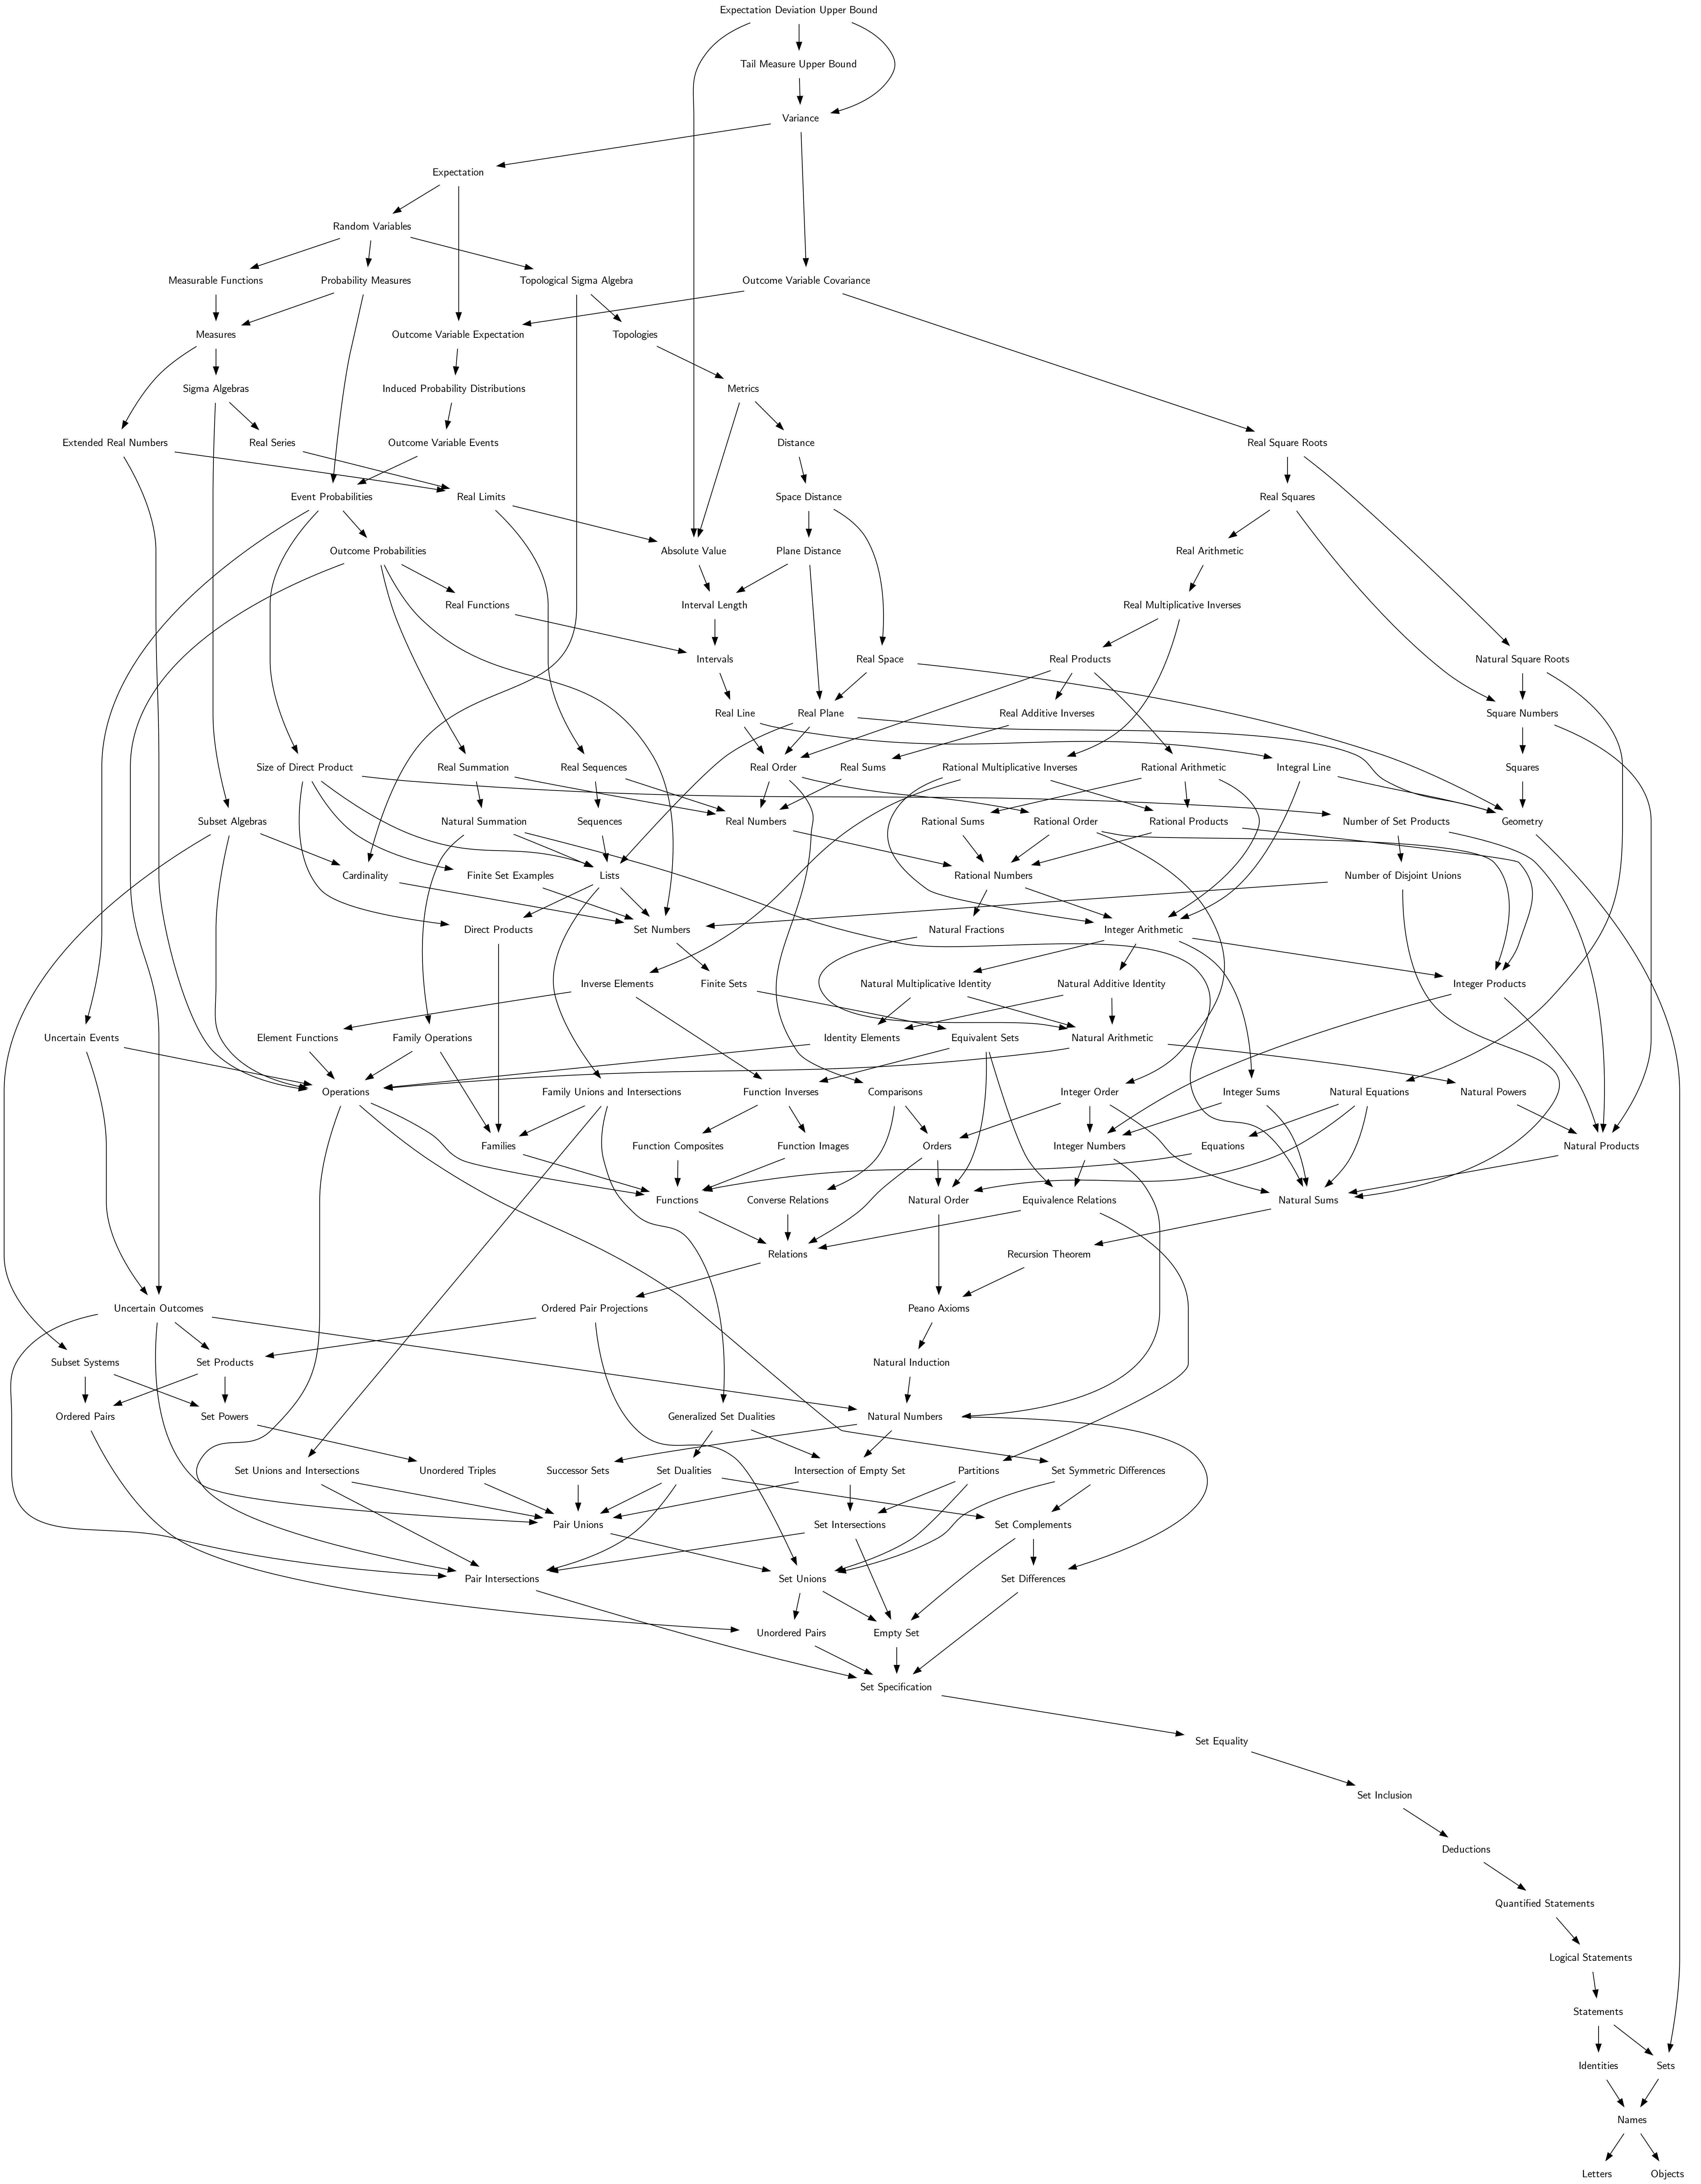 Expectation Deviation Upper Bound
Tail Measure Upper Bound
Variance
Expectation
Random Variables
Measurable Functions
Probability Measures
Topological Sigma Algebra
Outcome Variable Covariance
Measures
Outcome Variable Expectation
Topologies
Sigma Algebras
Induced Probability Distributions
Metrics
Extended Real Numbers
Real Series
Outcome Variable Events
Distance
Real Square Roots
Event Probabilities
Real Limits
Space Distance
Real Squares
Outcome Probabilities
Absolute Value
Plane Distance
Real Arithmetic
Real Functions
Interval Length
Real Multiplicative Inverses
Intervals
Real Space
Real Products
Natural Square Roots
Real Line
Real Plane
Real Additive Inverses
Square Numbers
Size of Direct Product
Real Summation
Real Sequences
Real Order
Real Sums
Rational Multiplicative Inverses
Rational Arithmetic
Integral Line
Squares
Subset Algebras
Natural Summation
Sequences
Real Numbers
Rational Sums
Rational Order
Rational Products
Number of Set Products
Geometry
Cardinality
Finite Set Examples
Lists
Rational Numbers
Number of Disjoint Unions
Direct Products
Set Numbers
Natural Fractions
Integer Arithmetic
Inverse Elements
Finite Sets
Natural Multiplicative Identity
Natural Additive Identity
Integer Products
Uncertain Events
Element Functions
Family Operations
Identity Elements
Equivalent Sets
Natural Arithmetic
Operations
Family Unions and Intersections
Function Inverses
Comparisons
Integer Order
Integer Sums
Natural Equations
Natural Powers
Families
Function Composites
Function Images
Orders
Integer Numbers
Equations
Natural Products
Functions
Converse Relations
Natural Order
Equivalence Relations
Natural Sums
Relations
Recursion Theorem
Uncertain Outcomes
Ordered Pair Projections
Peano Axioms
Subset Systems
Set Products
Natural Induction
Ordered Pairs
Set Powers
Generalized Set Dualities
Natural Numbers
Set Unions and Intersections
Unordered Triples
Successor Sets
Set Dualities
Intersection of Empty Set
Partitions
Set Symmetric Differences
Pair Unions
Set Intersections
Set Complements
Pair Intersections
Set Unions
Set Differences
Unordered Pairs
Empty Set
Set Specification
Set Equality
Set Inclusion
Deductions
Quantified Statements
Logical Statements
Statements
Identities
Sets
Names
Letters
Objects